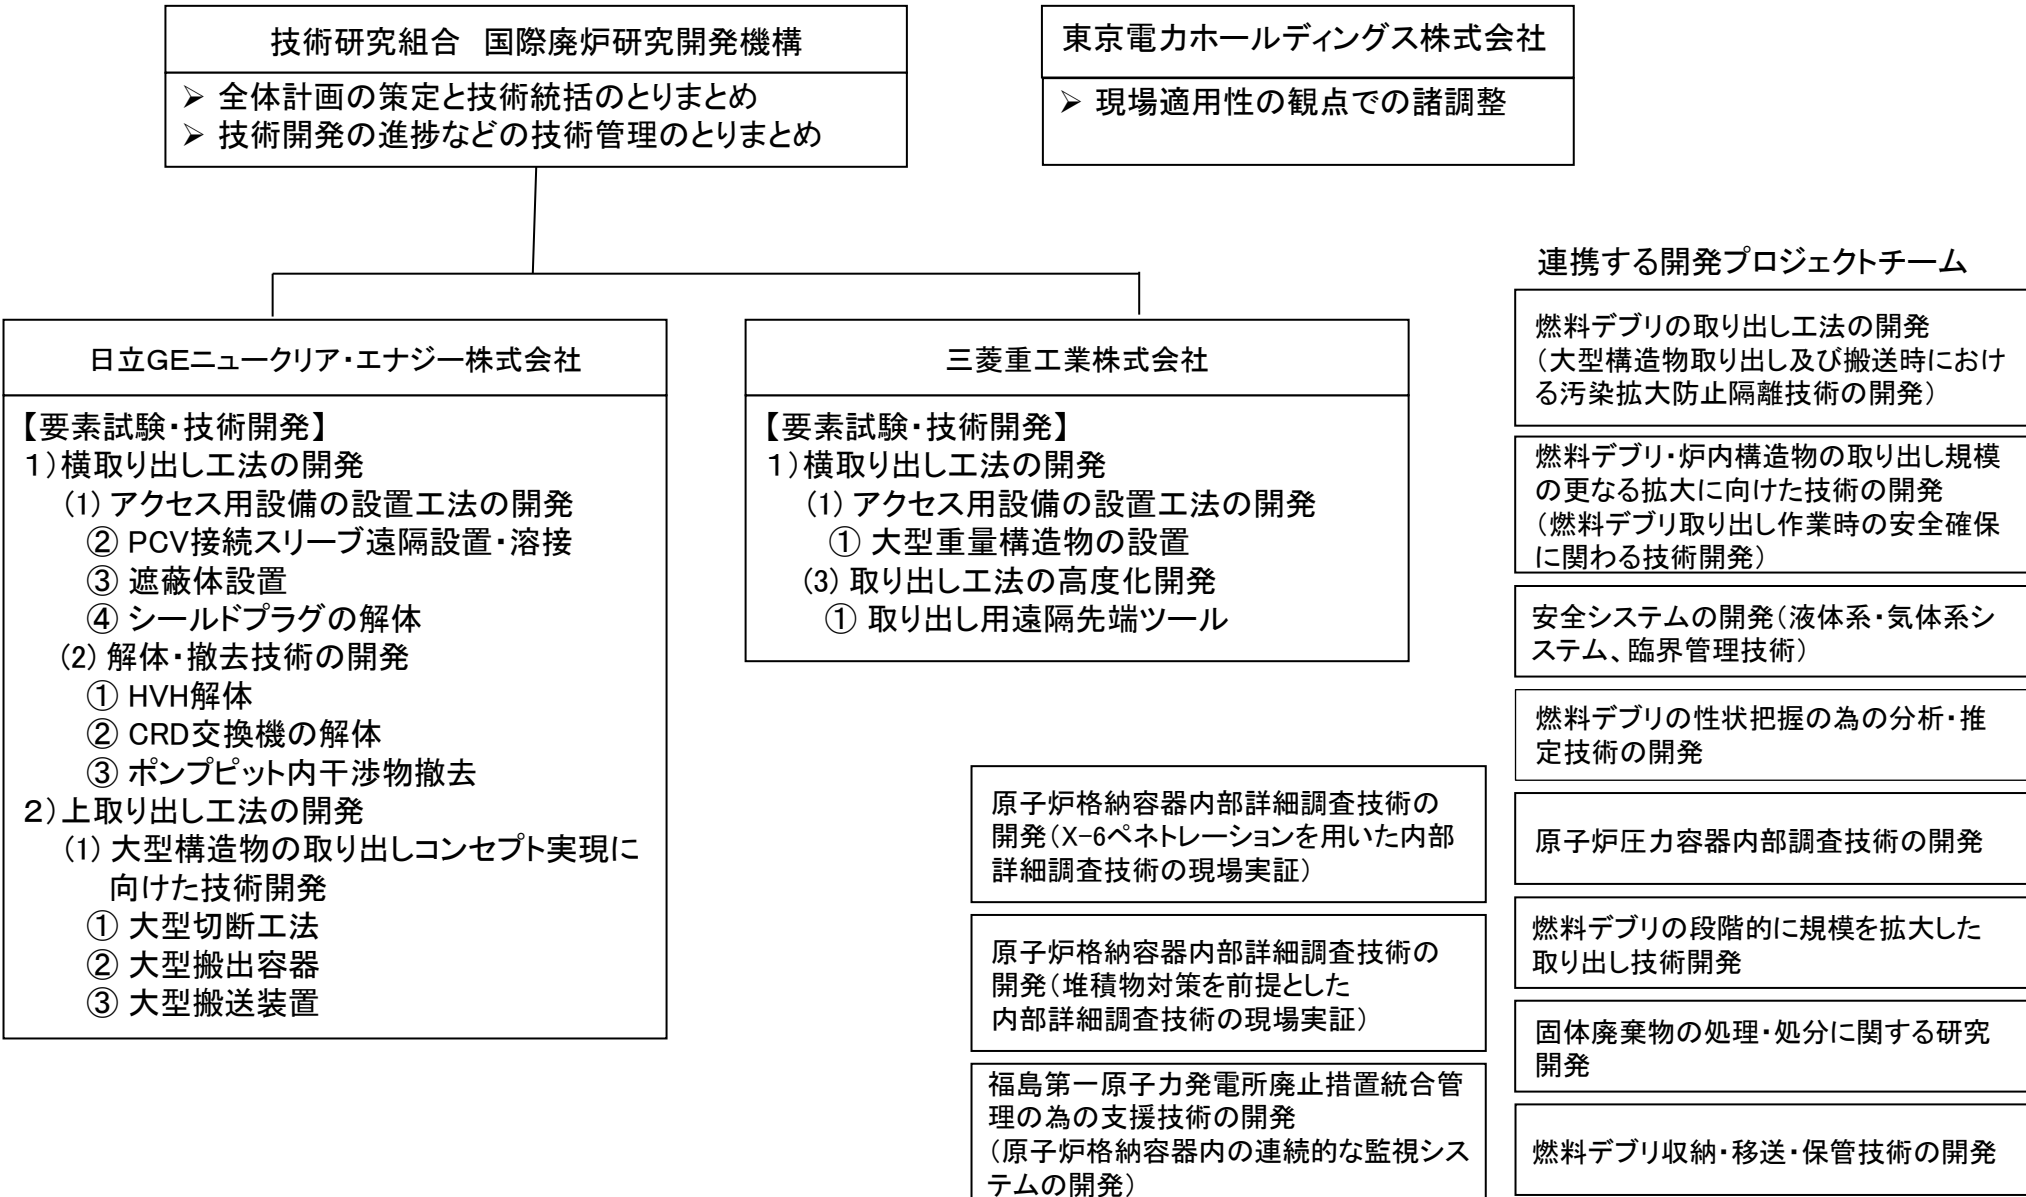 技術研究組合　国際廃炉研究開発機構
➢ 全体計画の策定と技術統括のとりまとめ
➢ 技術開発の進捗などの技術管理のとりまとめ
東京電力ホールディングス株式会社
➢ 現場適用性の観点での諸調整
日立GEニュークリア・エナジー株式会社
【要素試験・技術開発】
1）横取り出し工法の開発
(1) アクセス用設備の設置工法の開発
② PCV接続スリーブ遠隔設置・溶接
③ 遮蔽体設置
④ シールドプラグの解体
(2) 解体・撤去技術の開発
① HVH解体
② CRD交換機の解体
③ ポンプピット内干渉物撤去
2）上取り出し工法の開発
(1) 大型構造物の取り出しコンセプト実現に
向けた技術開発
① 大型切断工法
② 大型搬出容器
③ 大型搬送装置
三菱重工業株式会社
【要素試験・技術開発】
1）横取り出し工法の開発
(1) アクセス用設備の設置工法の開発
① 大型重量構造物の設置
(3) 取り出し工法の高度化開発
① 取り出し用遠隔先端ツール
原子炉格納容器内部詳細調査技術の
開発（X-6ペネトレーションを用いた内部
詳細調査技術の現場実証）
原子炉格納容器内部詳細調査技術の
開発（堆積物対策を前提とした
内部詳細調査技術の現場実証）
福島第一原子力発電所廃止措置統合管
理の為の支援技術の開発
（原子炉格納容器内の連続的な監視シス
テムの開発）
連携する開発プロジェクトチーム
燃料デブリの取り出し工法の開発
（大型構造物取り出し及び搬送時におけ
る汚染拡大防止隔離技術の開発）
燃料デブリ・炉内構造物の取り出し規模
の更なる拡大に向けた技術の開発
（燃料デブリ取り出し作業時の安全確保
に関わる技術開発）
安全システムの開発（液体系・気体系シ
ステム、臨界管理技術）
燃料デブリの性状把握の為の分析・推
定技術の開発
原子炉圧力容器内部調査技術の開発
燃料デブリの段階的に規模を拡大した
取り出し技術開発
固体廃棄物の処理・処分に関する研究
開発
燃料デブリ収納・移送・保管技術の開発